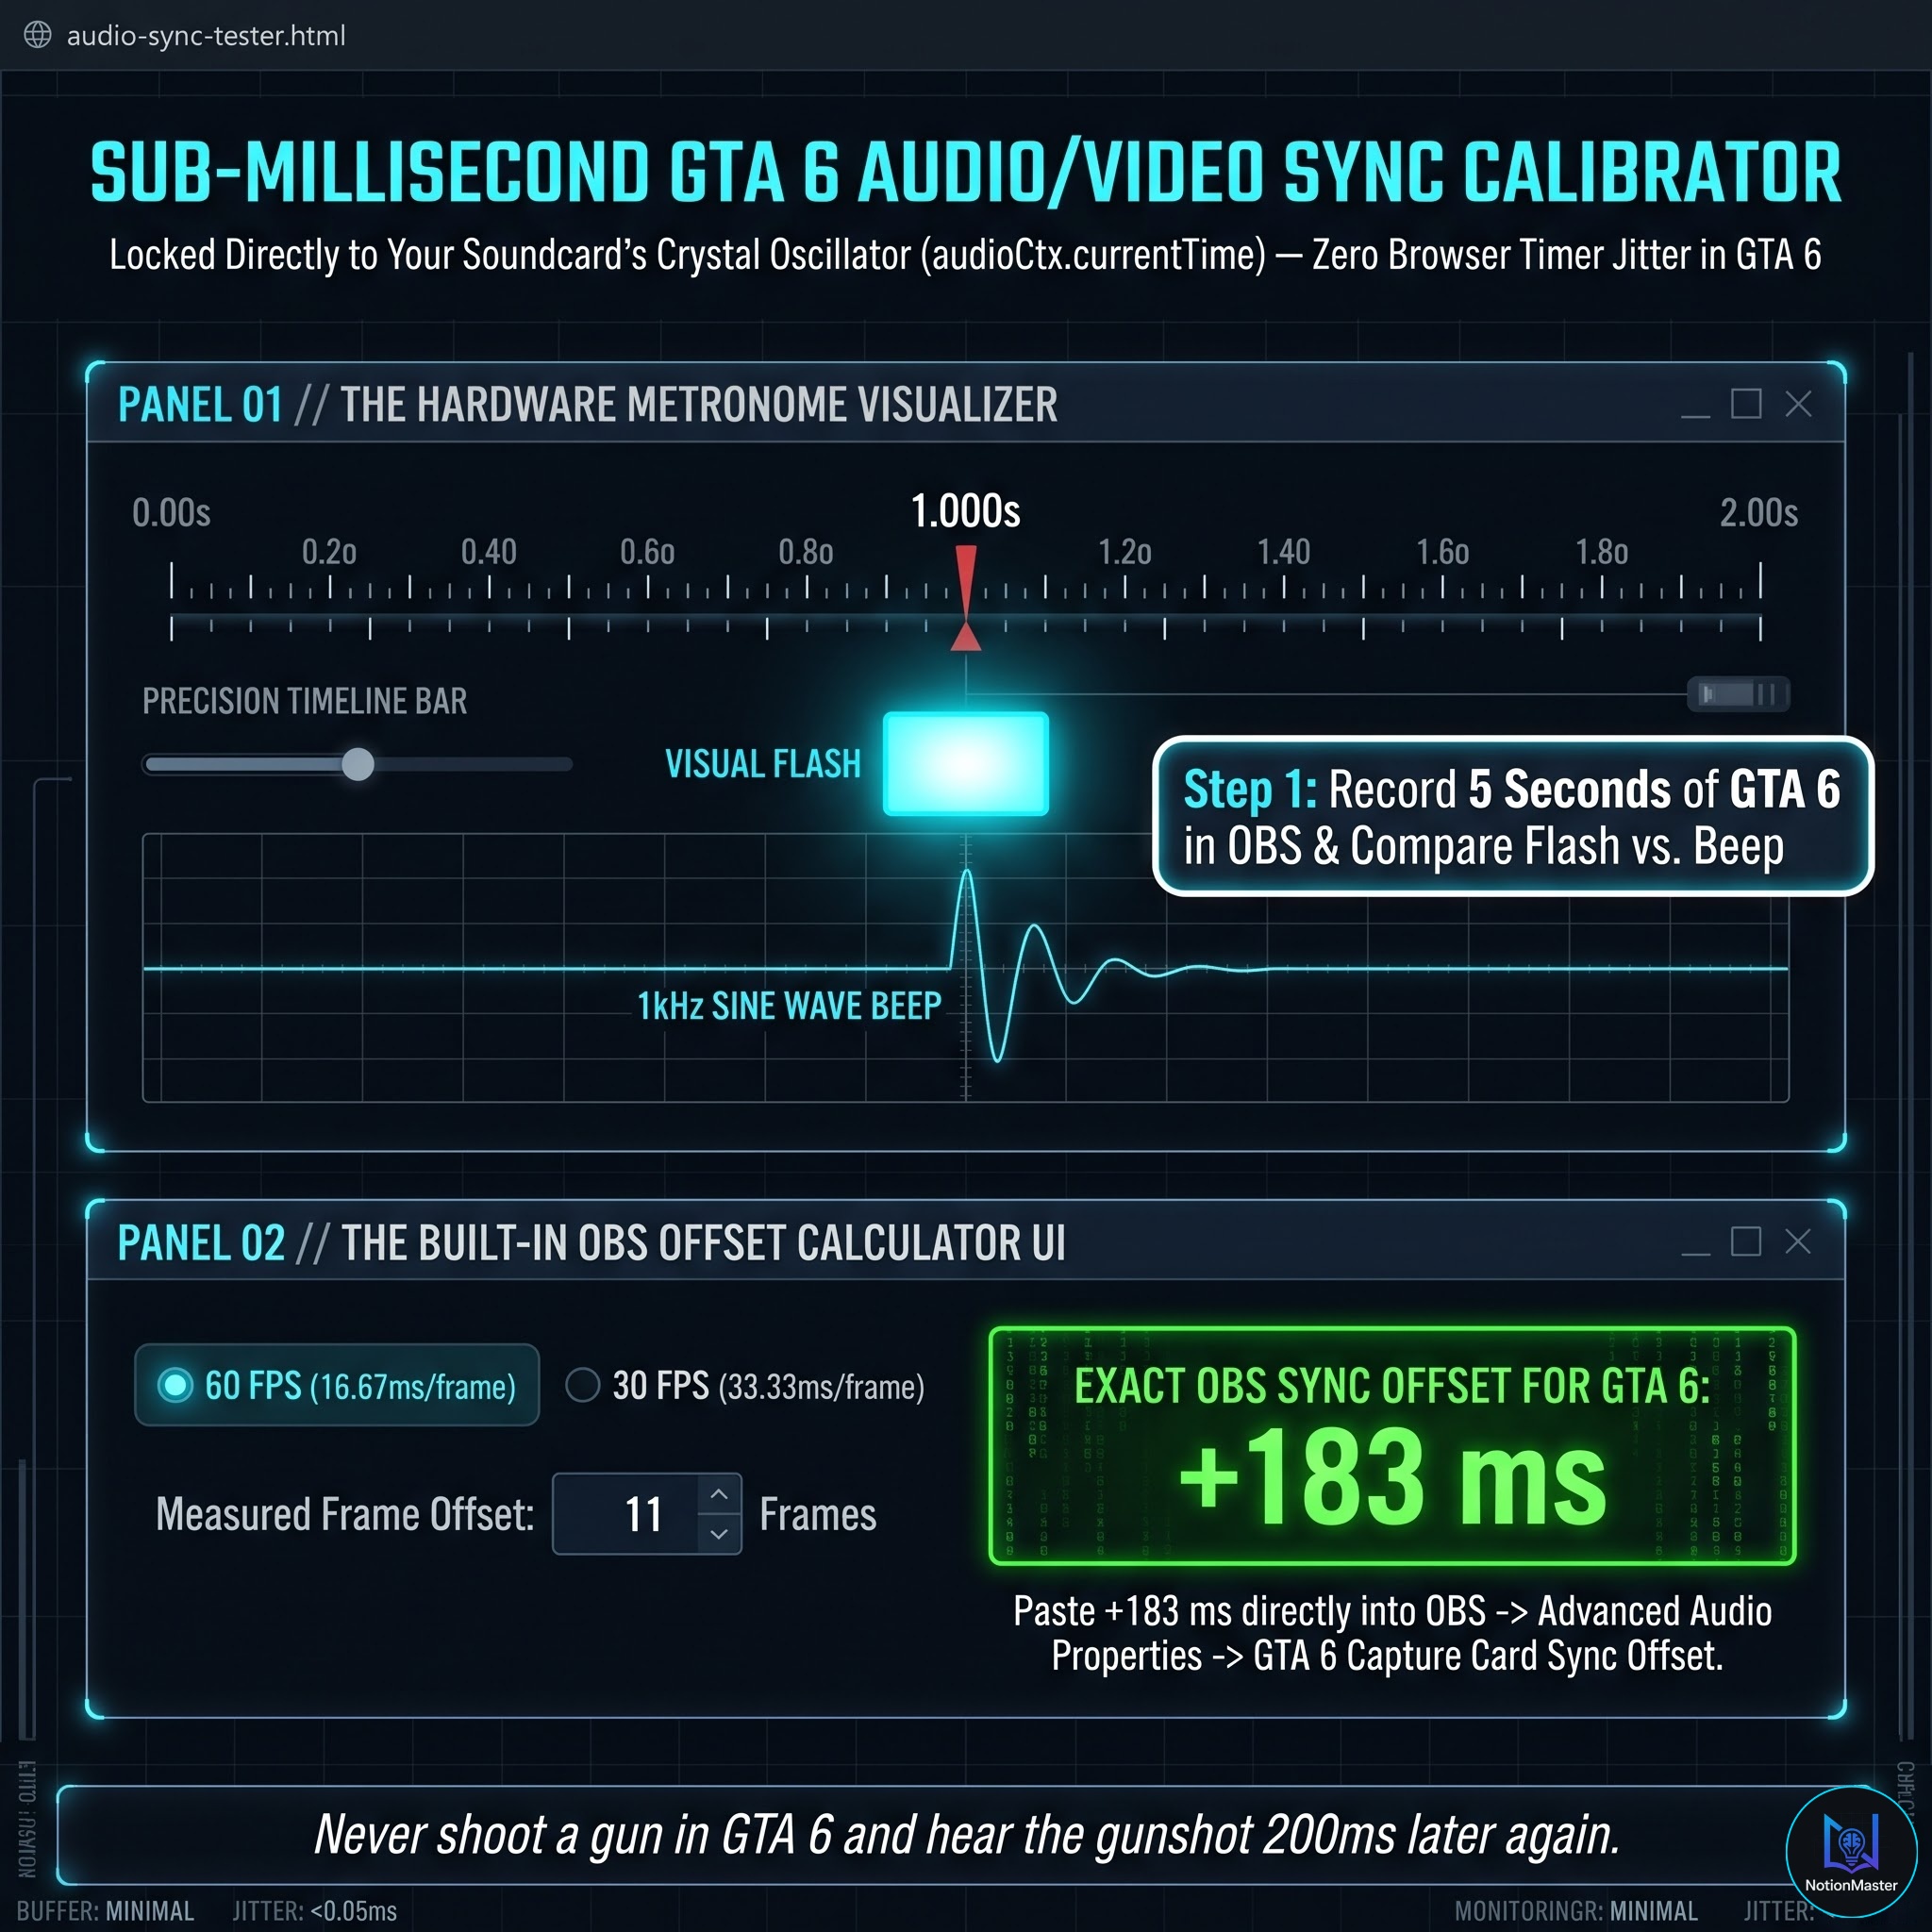 audio-sync-tester.html
SUB-MILLISECOND GTA 6 AUDIO/VIDEO SYNC CALIBRATOR
Locked Directly to Your Soundcard's Crystal Oscillator (audioCtx.currentTime) — Zero Browser Timer Jitter in GTA 6
PANEL 01 // THE HARDWARE METRONOME VISUALIZER
0.00s 1.000s 2.00s
0.2o 0.40 0.6o 0.8o 1.2o 1.40 1.6o 1.8o
PRECISION TIMELINE BAR
VISUAL FLASH
Step 1: Record 5 Seconds of GTA 6
in OBS & Compare Flash vs. Beep
1kHz SINE WAVE BEEP
PANEL 02 // THE BUILT-IN OBS OFFSET CALCULATOR UI
60 FPS (16.67ms/frame) 30 FPS (33.33ms/frame)
Measured Frame Offset: 11 Frames
EXACT OBS SYNC OFFSET FOR GTA 6:
+183 ms
Paste +183 ms directly into OBS -> Advanced Audio
Properties -> GTA 6 Capture Card Sync Offset.
Never shoot a gun in GTA 6 and hear the gunshot 200ms later again.
NotionMaster
BUFFER: MINIMAL JITTER: <0.05ms MONITORINGR: MINIMAL JITTER: